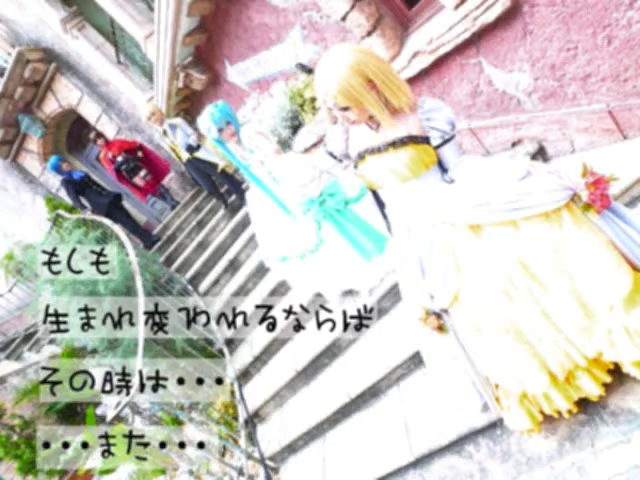 もしも
生まれ変われるならば
その時は・・・
・・・また・・・